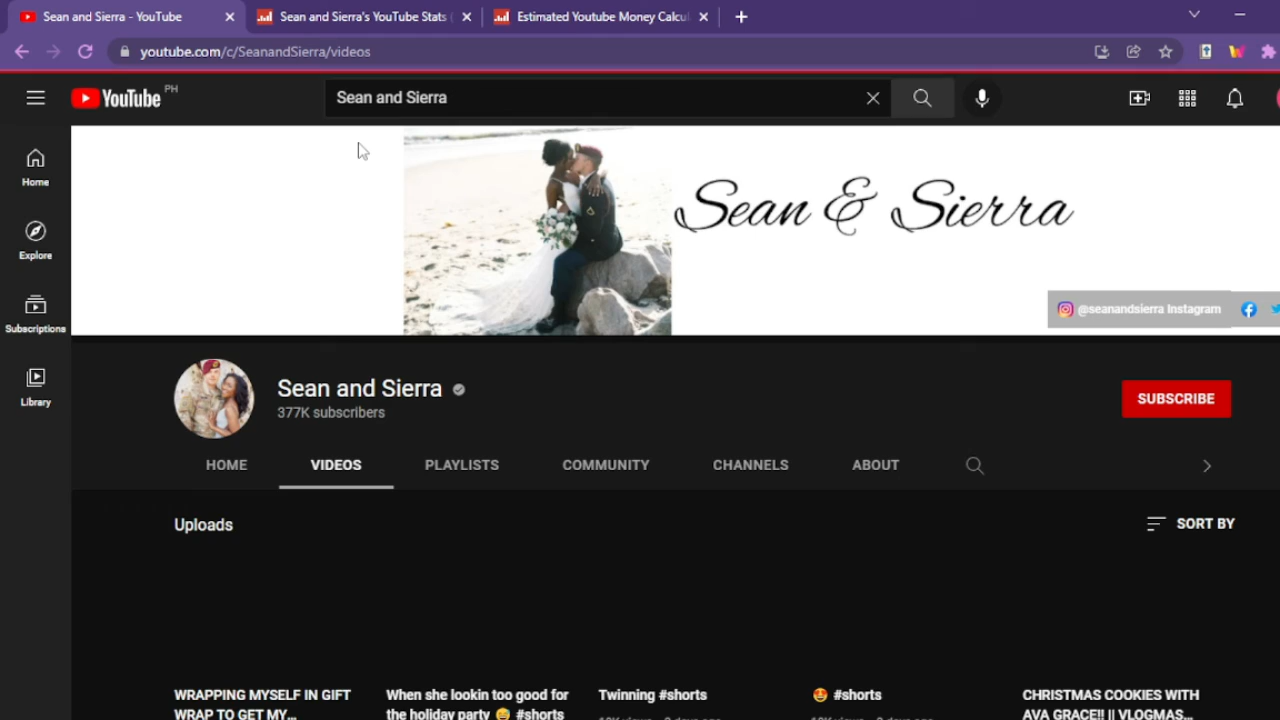 Sean and Sierra - YouTube
Sean and Sierra's YouTube Stats (
Estimated Youtube Money Calcul
youtube.com/c/SeanandSierra/videos
YouTube PH
Sean and Sierra
Home
Explore
Subscriptions
Library
Sean & Sierra
@seanandsierra Instagram
Sean and Sierra
377K subscribers
SUBSCRIBE
HOME
VIDEOS
PLAYLISTS
COMMUNITY
CHANNELS
ABOUT
Uploads
SORT BY
WRAPPING MYSELF IN GIFT
WRAP TO GET MY...
When she lookin too good for
the holiday party 😅 #shorts
Twinning #shorts
🤩 #shorts
CHRISTMAS COOKIES WITH
AVA GRACE!! || VLOGMAS...